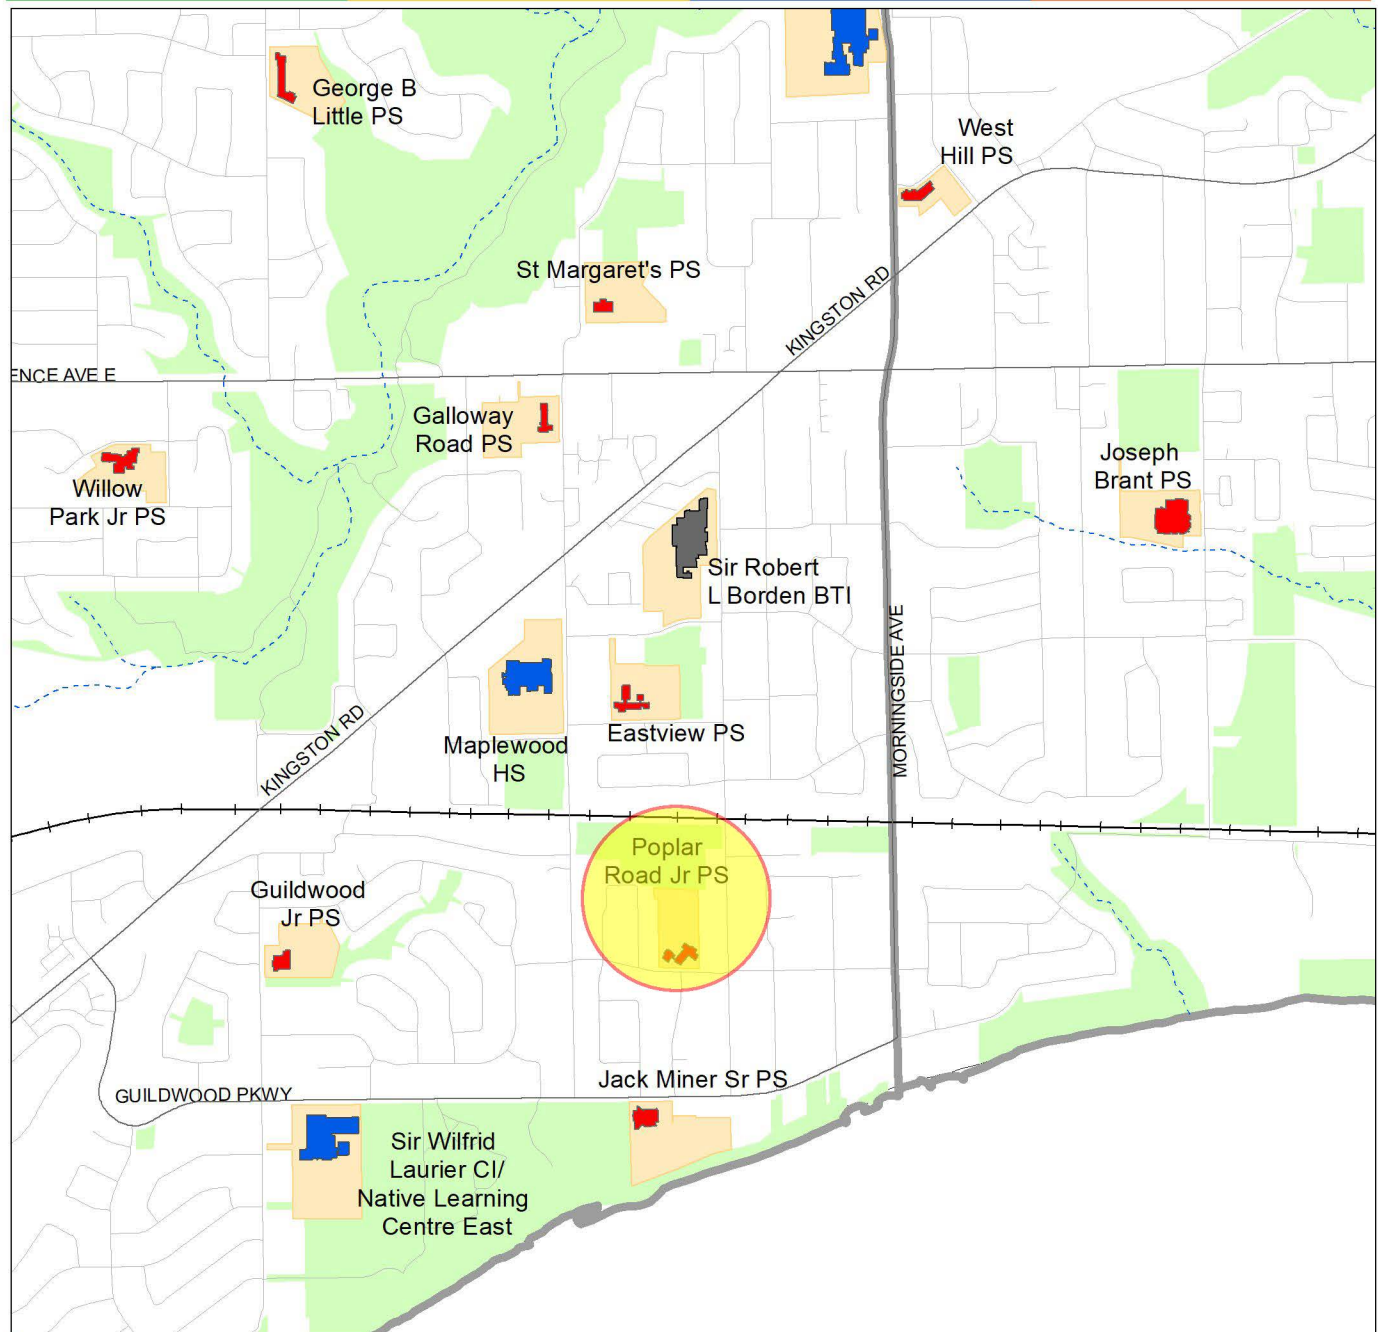 George B
Little PS
West
Hill PS
St Margaret's PS
KINGSTON RD
ENCE AVE E
Galloway
Road PS
Joseph
Brant PS
Willow
Park Jr PS
Sir Robert
L Borden BTI
MORNINGSIDE AVE
KINGSTON RD
Eastview PS
Maplewood
HS
Poplar
Road Jr PS
Guildwood
Jr PS
Jack Miner Sr PS
GUILDWOOD PKWY
Sir Wilfrid
Laurier CI/
Native Learning
Centre East